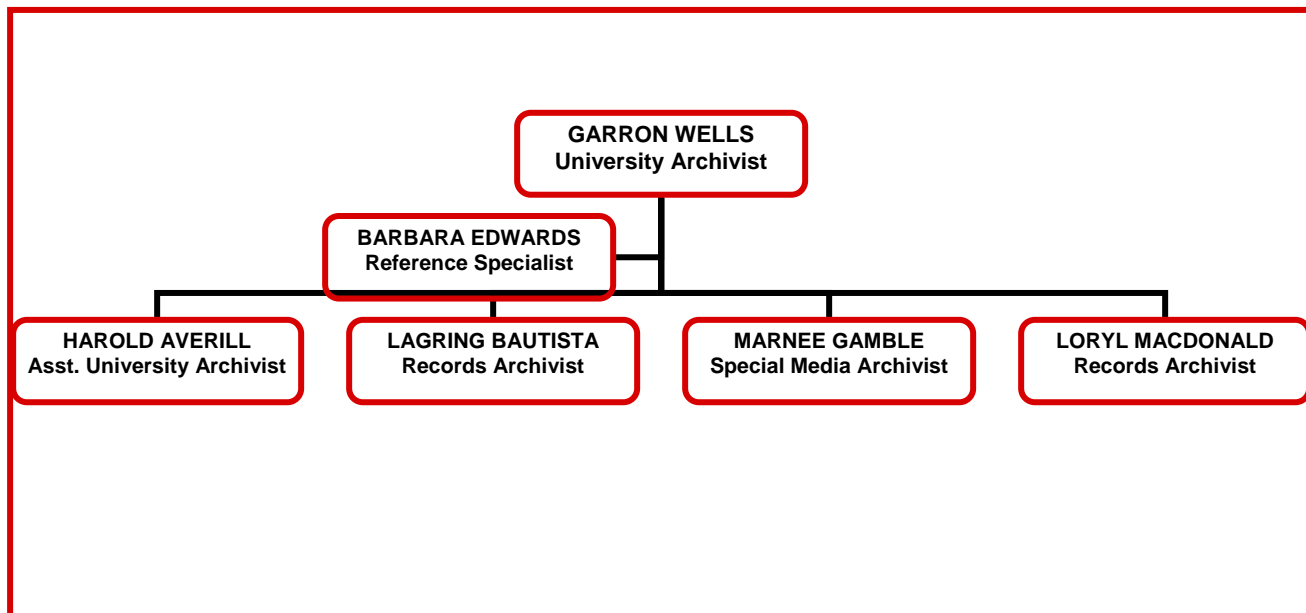 GARRON WELLS
University Archivist
BARBARA EDWARDS
Reference Specialist
HAROLD AVERILL
Asst. University Archivist
LAGRING BAUTISTA
Records Archivist
MARNEE GAMBLE
Special Media Archivist
LORYL MACDONALD
Records Archivist